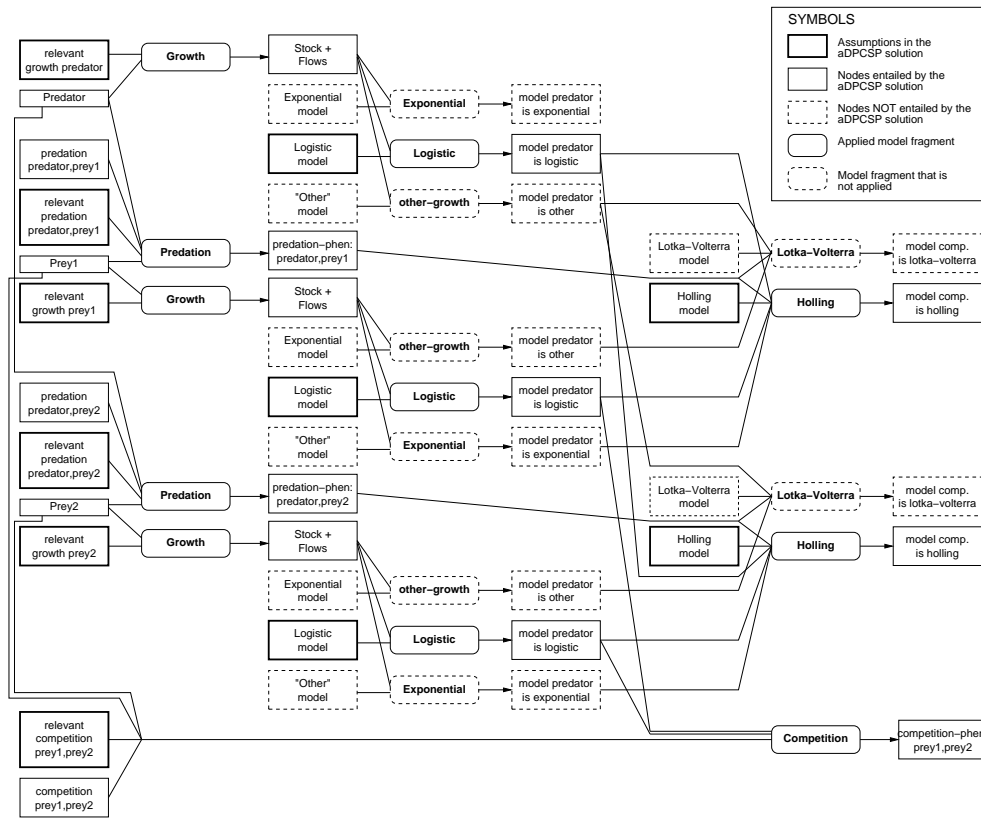 SYMBOLS
Assumptions in the
aDPCSP solution
Nodes entailed by the
aDPCSP solution
Nodes NOT entailed by the
aDPCSP solution
Applied model fragment
Model fragment that is
not applied
relevant
growth predator
Growth
Stock +
Flows
Predator
Exponential
model
Exponential
model predator
is exponential
predation
predator,prey1
Logistic
model
Logistic
model predator
is logistic
relevant
predation
predator,prey1
"Other"
model
other-growth
model predator
is other
Predation
predation-phen:
predator,prey1
Lotka-Volterra
model
Lotka-Volterra
model comp.
is lotka-volterra
Prey1
relevant
growth prey1
Growth
Stock +
Flows
Holling
model
Holling
model comp.
is holling
Exponential
model
other-growth
model predator
is other
predation
predator,prey2
Logistic
model
Logistic
model predator
is logistic
relevant
predation
predator,prey2
"Other"
model
Exponential
model predator
is exponential
Predation
predation-phen:
predator,prey2
Lotka-Volterra
model
Lotka-Volterra
model comp.
is lotka-volterra
Prey2
relevant
growth prey2
Growth
Stock +
Flows
Holling
model
Holling
model comp.
is holling
Exponential
model
other-growth
model predator
is other
Logistic
model
Logistic
model predator
is logistic
"Other"
model
Exponential
model predator
is exponential
relevant
competition
prey1,prey2
Competition
competition-phen
prey1,prey2
competition
prey1,prey2